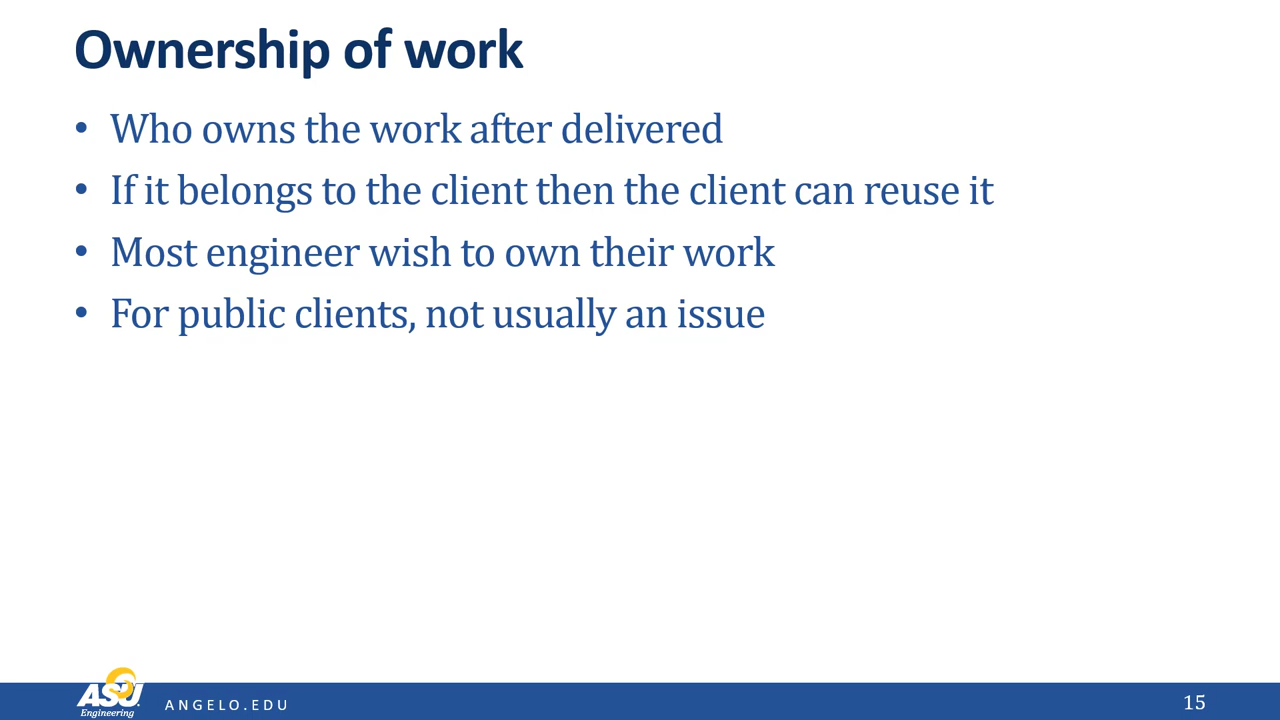 Ownership of work
• Who owns the work after delivered
• If it belongs to the client then the client can reuse it
• Most engineer wish to own their work
• For public clients, not usually an issue
ASU
Engineering
ANGELO.EDU
15